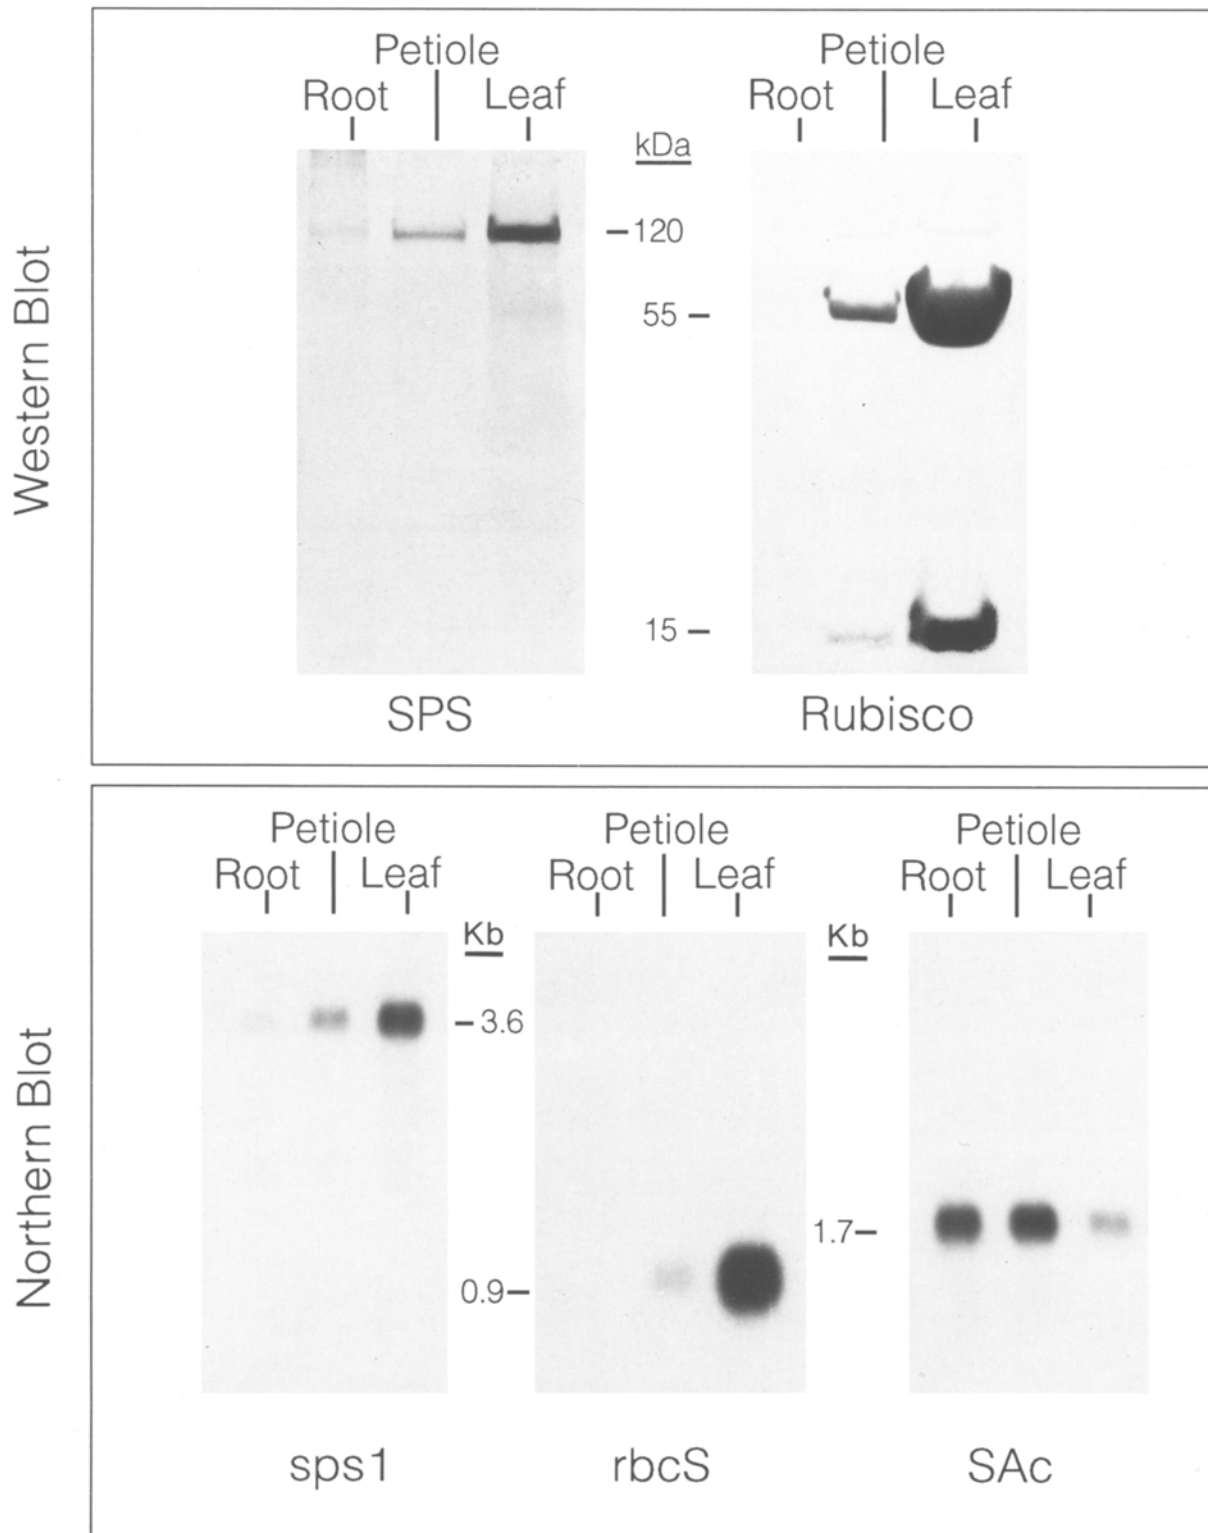 Western Blot
Petiole
Root Leaf
kDa
-120
55 -
15 -
SPS
Petiole
Root Leaf
Rubisco
Northern Blot
Petiole
Root Leaf
Kb
-3.6
0.9-
sps1
Petiole
Root Leaf
rbcS
Kb
1.7-
Petiole
Root Leaf
SAc